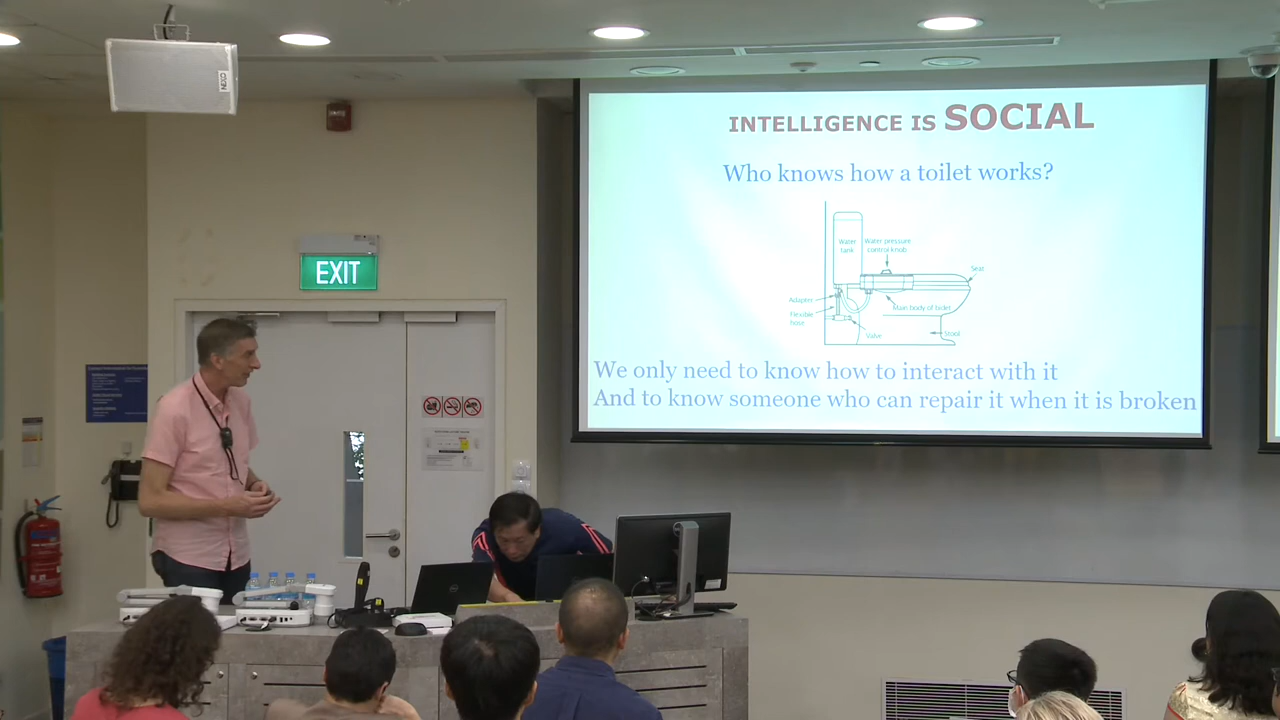 NEXO
INTELLIGENCE IS SOCIAL
Who knows how a toilet works?
Water tank
Water pressure control knob
Seat
Adapter
Flexible hose
Main body of bidet
Valve
Stool
We only need to know how to interact with it
And to know someone who can repair it when it is broken
EXIT